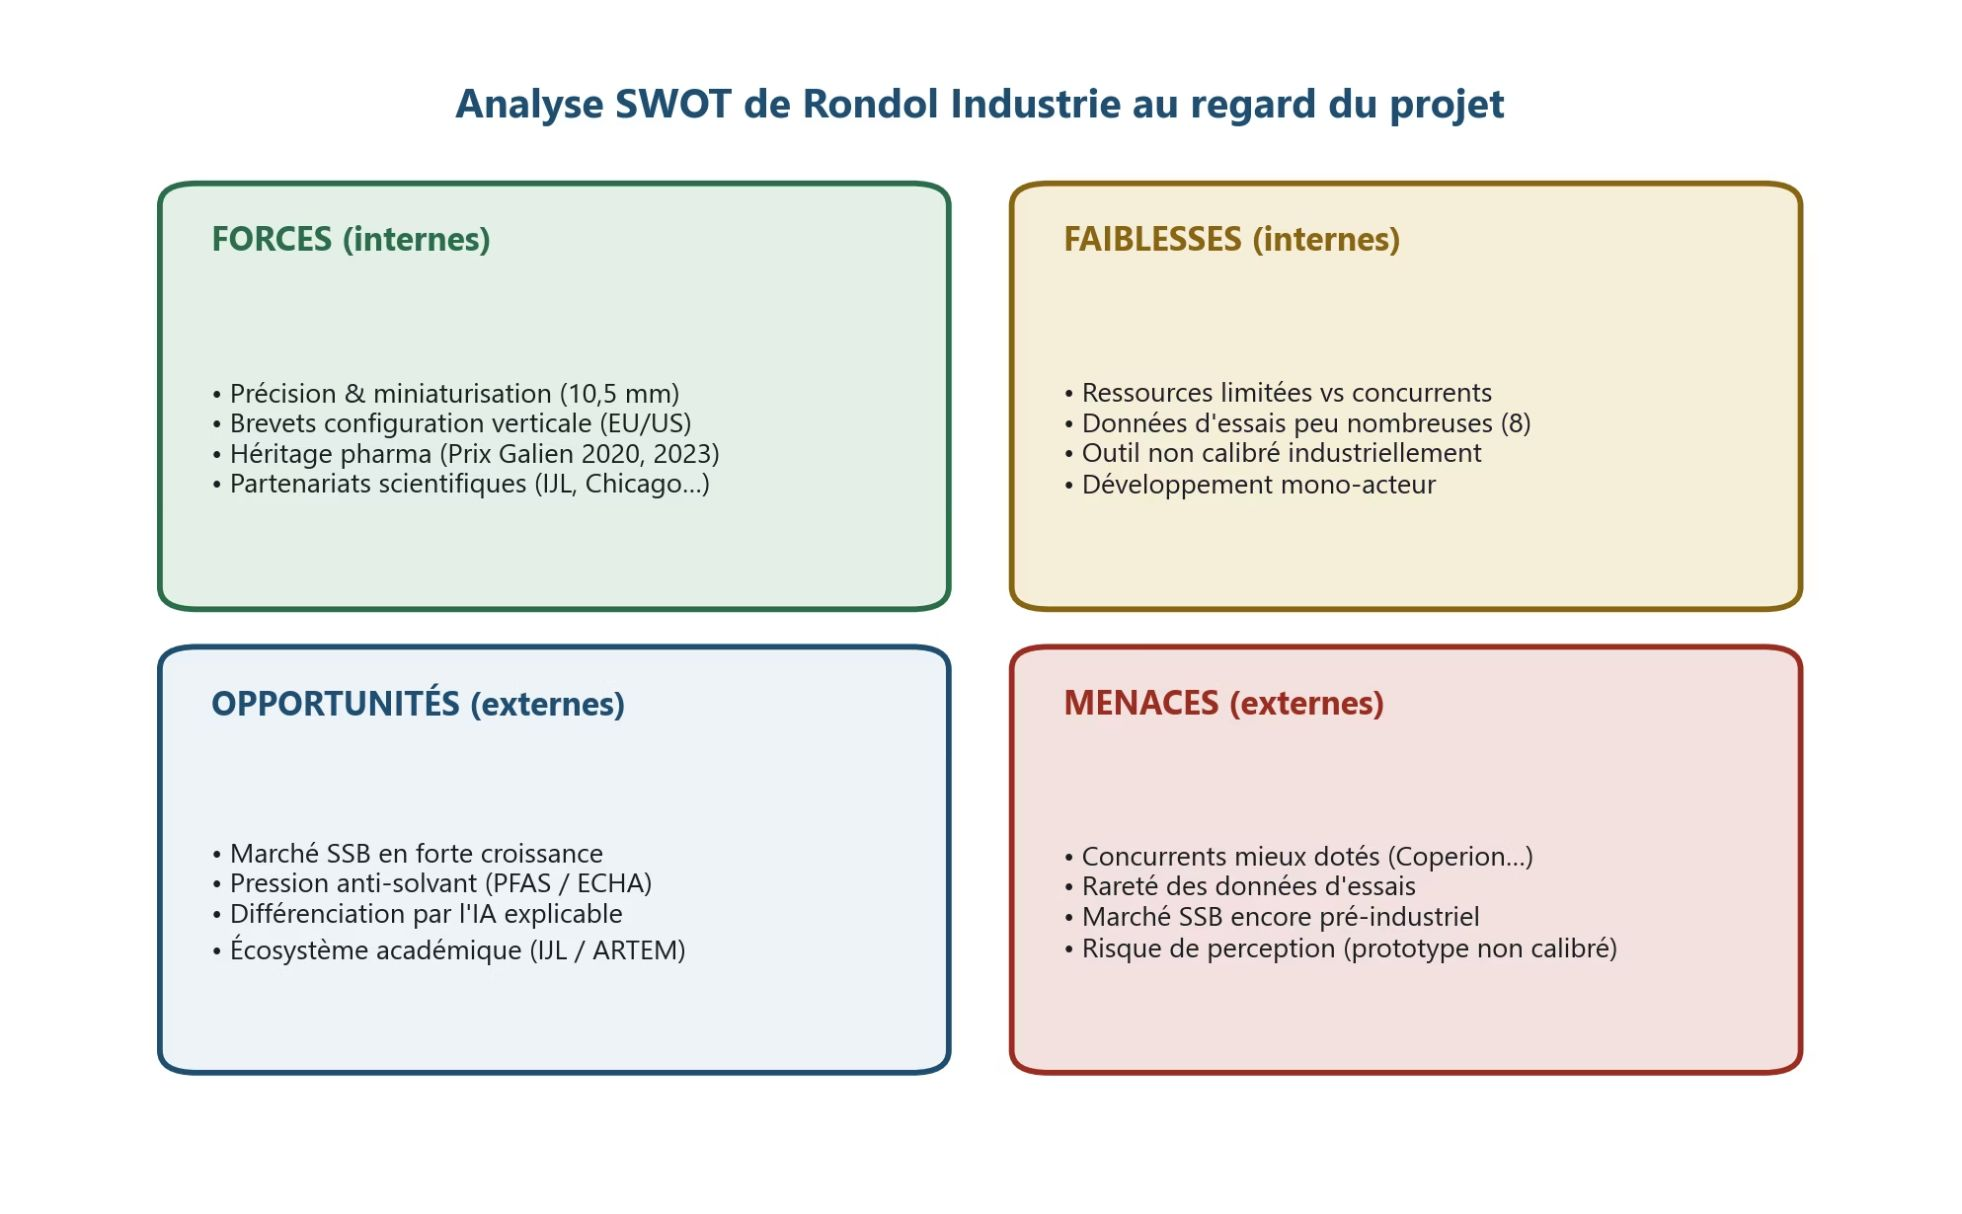 Analyse SWOT de Rondol Industrie au regard du projet
FORCES (internes)
• Précision & miniaturisation (10,5 mm)
• Brevets configuration verticale (EU/US)
• Héritage pharma (Prix Galien 2020, 2023)
• Partenariats scientifiques (IJL, Chicago...)
FAIBLESSES (internes)
• Ressources limitées vs concurrents
• Données d'essais peu nombreuses (8)
• Outil non calibré industriellement
• Développement mono-acteur
OPPORTUNITÉS (externes)
• Marché SSB en forte croissance
• Pression anti-solvant (PFAS / ECHA)
• Différenciation par l'IA explicable
• Écosystème académique (IJL / ARTEM)
MENACES (externes)
• Concurrents mieux dotés (Coperion...)
• Rareté des données d'essais
• Marché SSB encore pré-industriel
• Risque de perception (prototype non calibré)